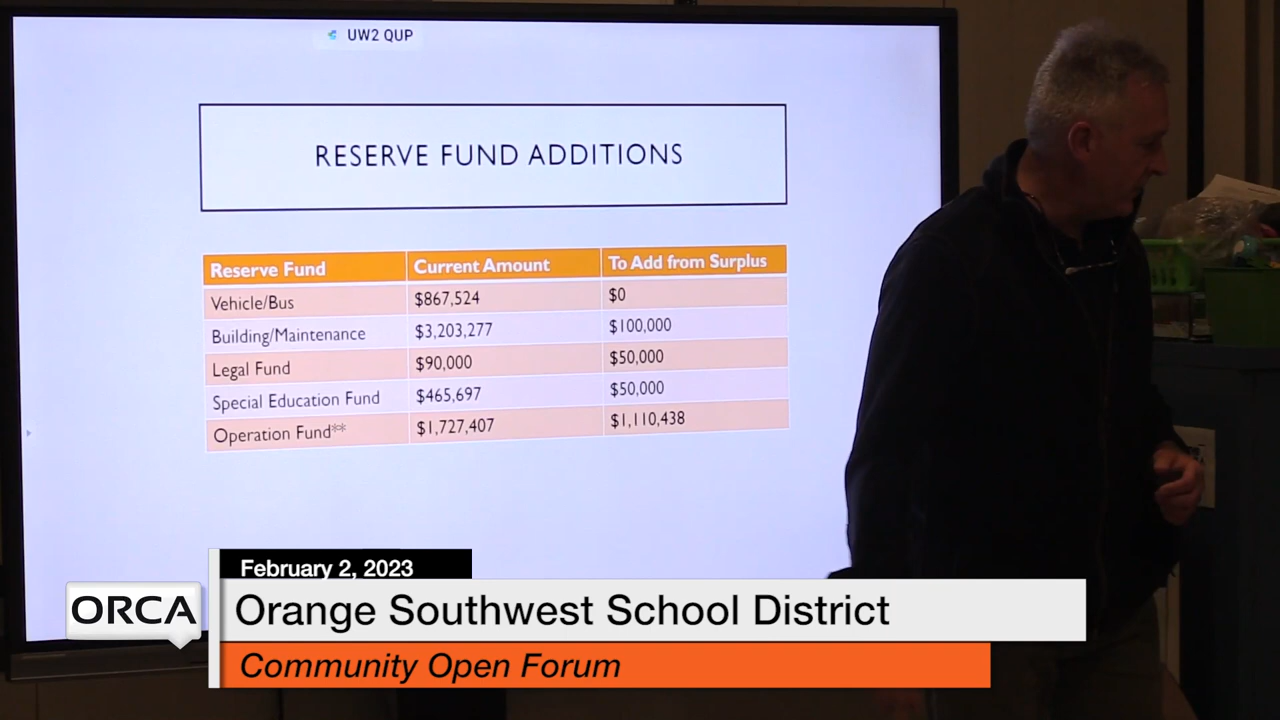 UW2 QUP
RESERVE FUND ADDITIONS
Reserve Fund Current Amount To Add from Surplus
Vehicle/Bus $867,524 $0
Building/Maintenance $3,203,277 $100,000
Legal Fund $90,000 $50,000
Special Education Fund $465,697 $50,000
Operation Fund** $1,727,407 $1,110,438
February 2, 2023
ORCA
Orange Southwest School District
Community Open Forum